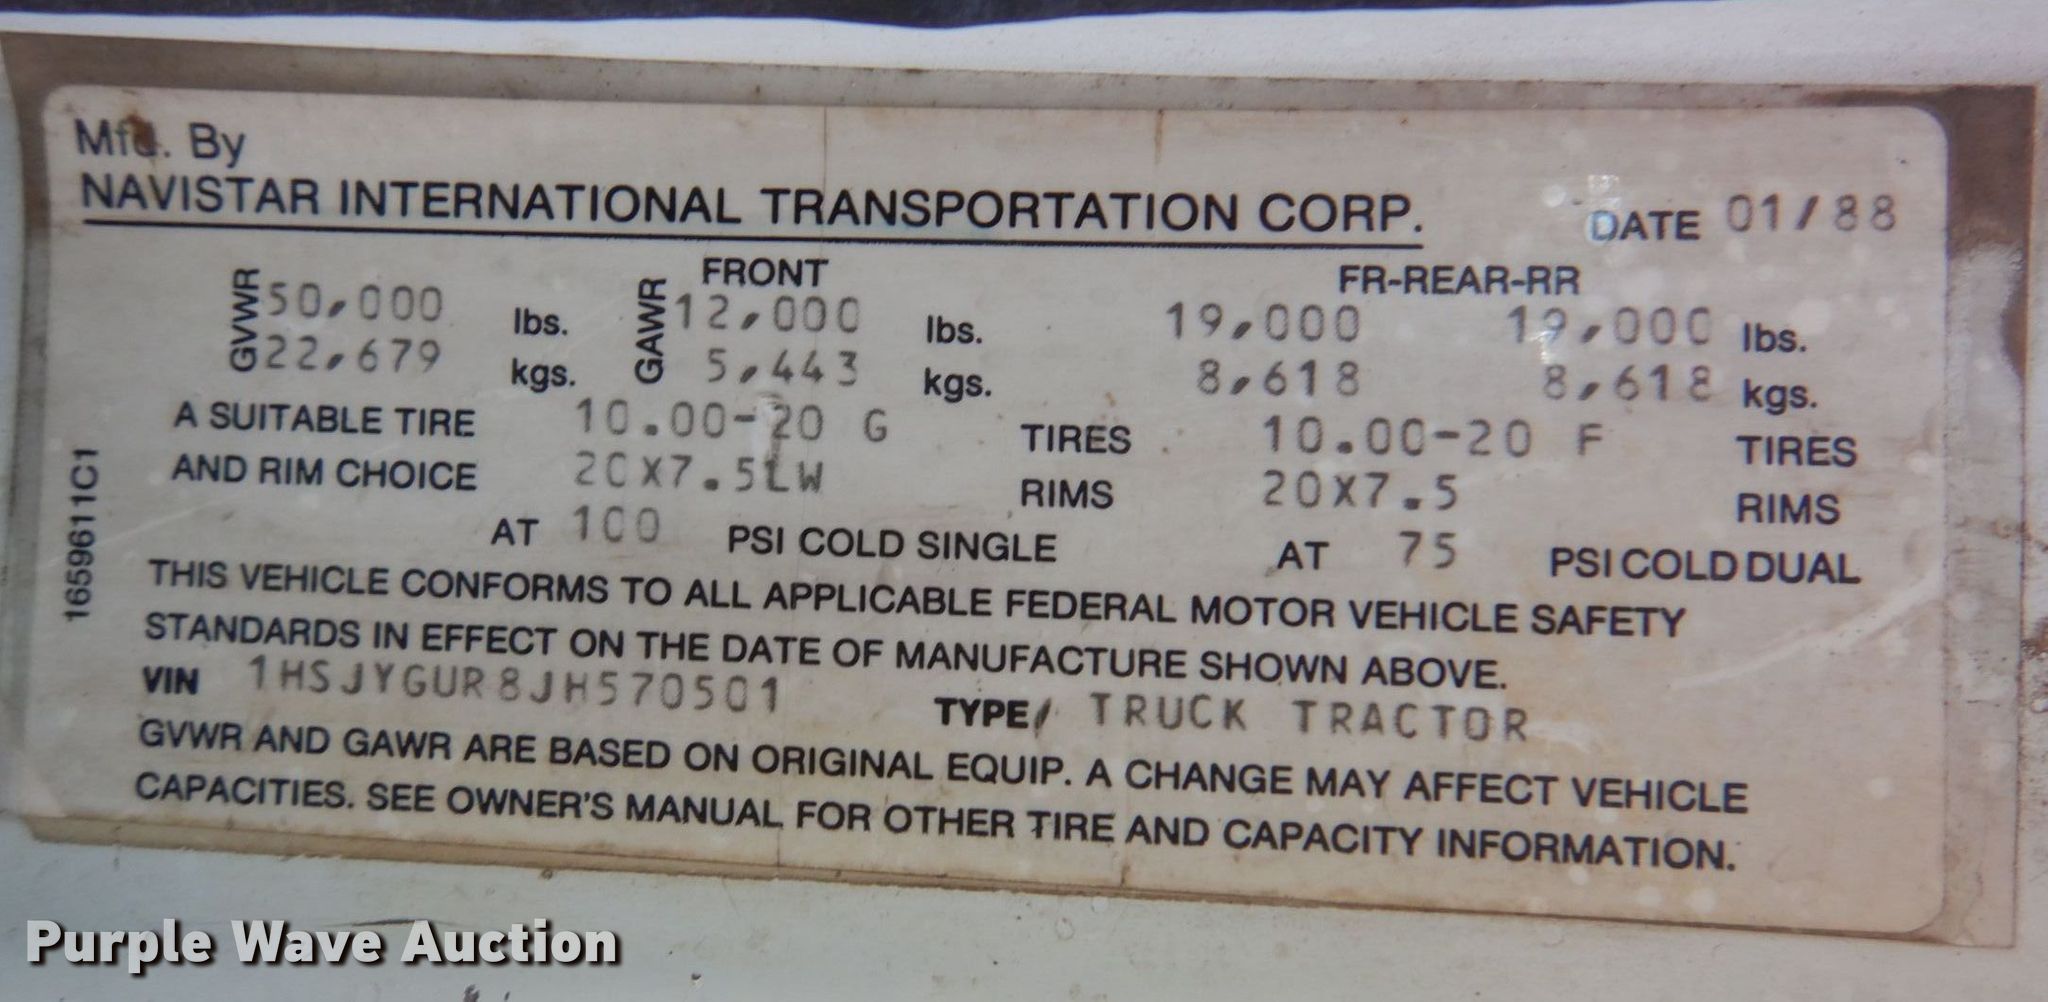 Mfd. By
NAVISTAR INTERNATIONAL TRANSPORTATION CORP. DATE 01/88
FRONT FR-REAR-RR
GVWR 50,000 lbs. GAWR 12,000 lbs. 19,000 19,000 lbs.
22,679 kgs. 5,443 kgs. 8,618 8,618 kgs.
A SUITABLE TIRE 10.00-20 G TIRES 10.00-20 F TIRES
AND RIM CHOICE 20X7.5LW RIMS 20X7.5 RIMS
AT 100 PSI COLD SINGLE AT 75 PSI COLD DUAL
THIS VEHICLE CONFORMS TO ALL APPLICABLE FEDERAL MOTOR VEHICLE SAFETY
STANDARDS IN EFFECT ON THE DATE OF MANUFACTURE SHOWN ABOVE.
VIN 1HSJYGUR8JH570501 TYPE/ TRUCK TRACTOR
GVWR AND GAWR ARE BASED ON ORIGINAL EQUIP. A CHANGE MAY AFFECT VEHICLE
CAPACITIES. SEE OWNER'S MANUAL FOR OTHER TIRE AND CAPACITY INFORMATION.
1659611C1
Purple Wave Auction